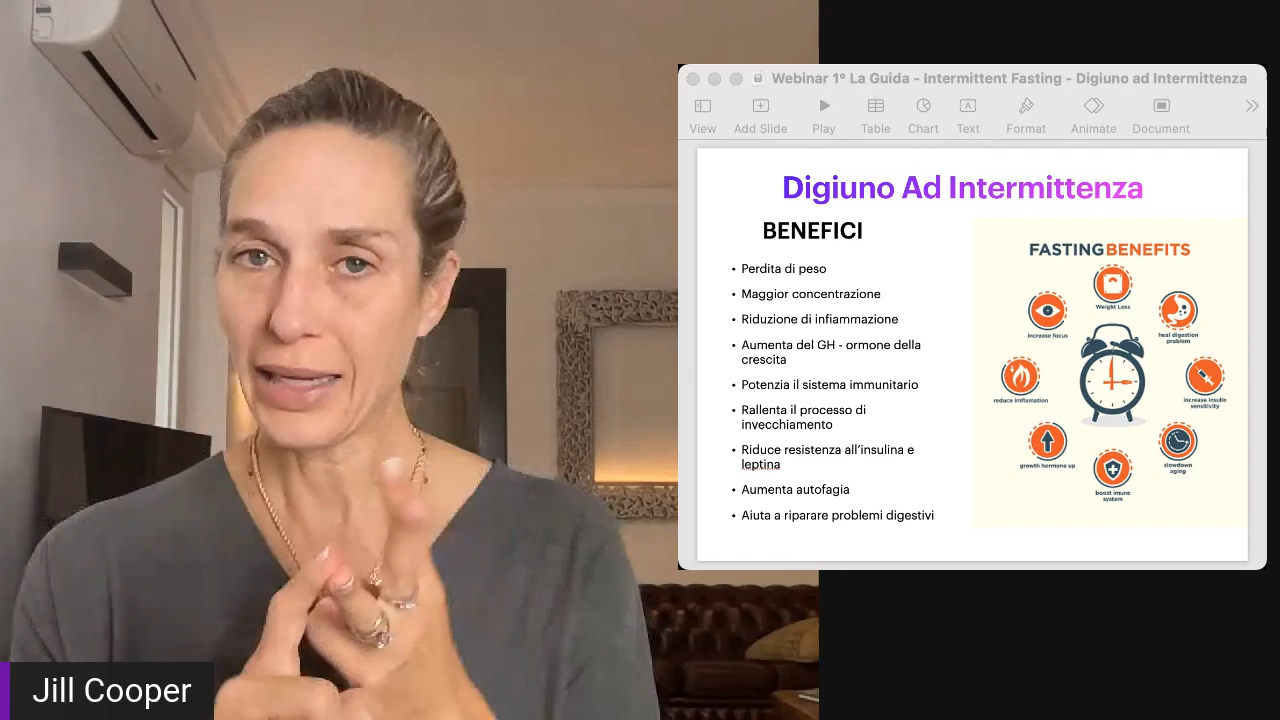 Webinar 1º La Guida - Intermittent Fasting - Digiuno ad Intermittenza
View
Add Slide
Play
Table
Chart
Text
Format
Animate
Document
Digiuno Ad Intermittenza
BENEFICI
• Perdita di peso
• Maggior concentrazione
• Riduzione di infiammazione
• Aumenta del GH - ormone della
crescita
• Potenzia il sistema immunitario
• Rallenta il processo di
invecchiamento
• Riduce resistenza all’insulina e
leptina
• Aumenta autofagia
• Aiuta a riparare problemi digestivi
FASTING BENEFITS
Weight Loss
increase focus
heal digestion
problem
reduce inflamation
increase insulin
sensitivity
growth hormone up
slowdown
aging
boost imune
system
Jill Cooper